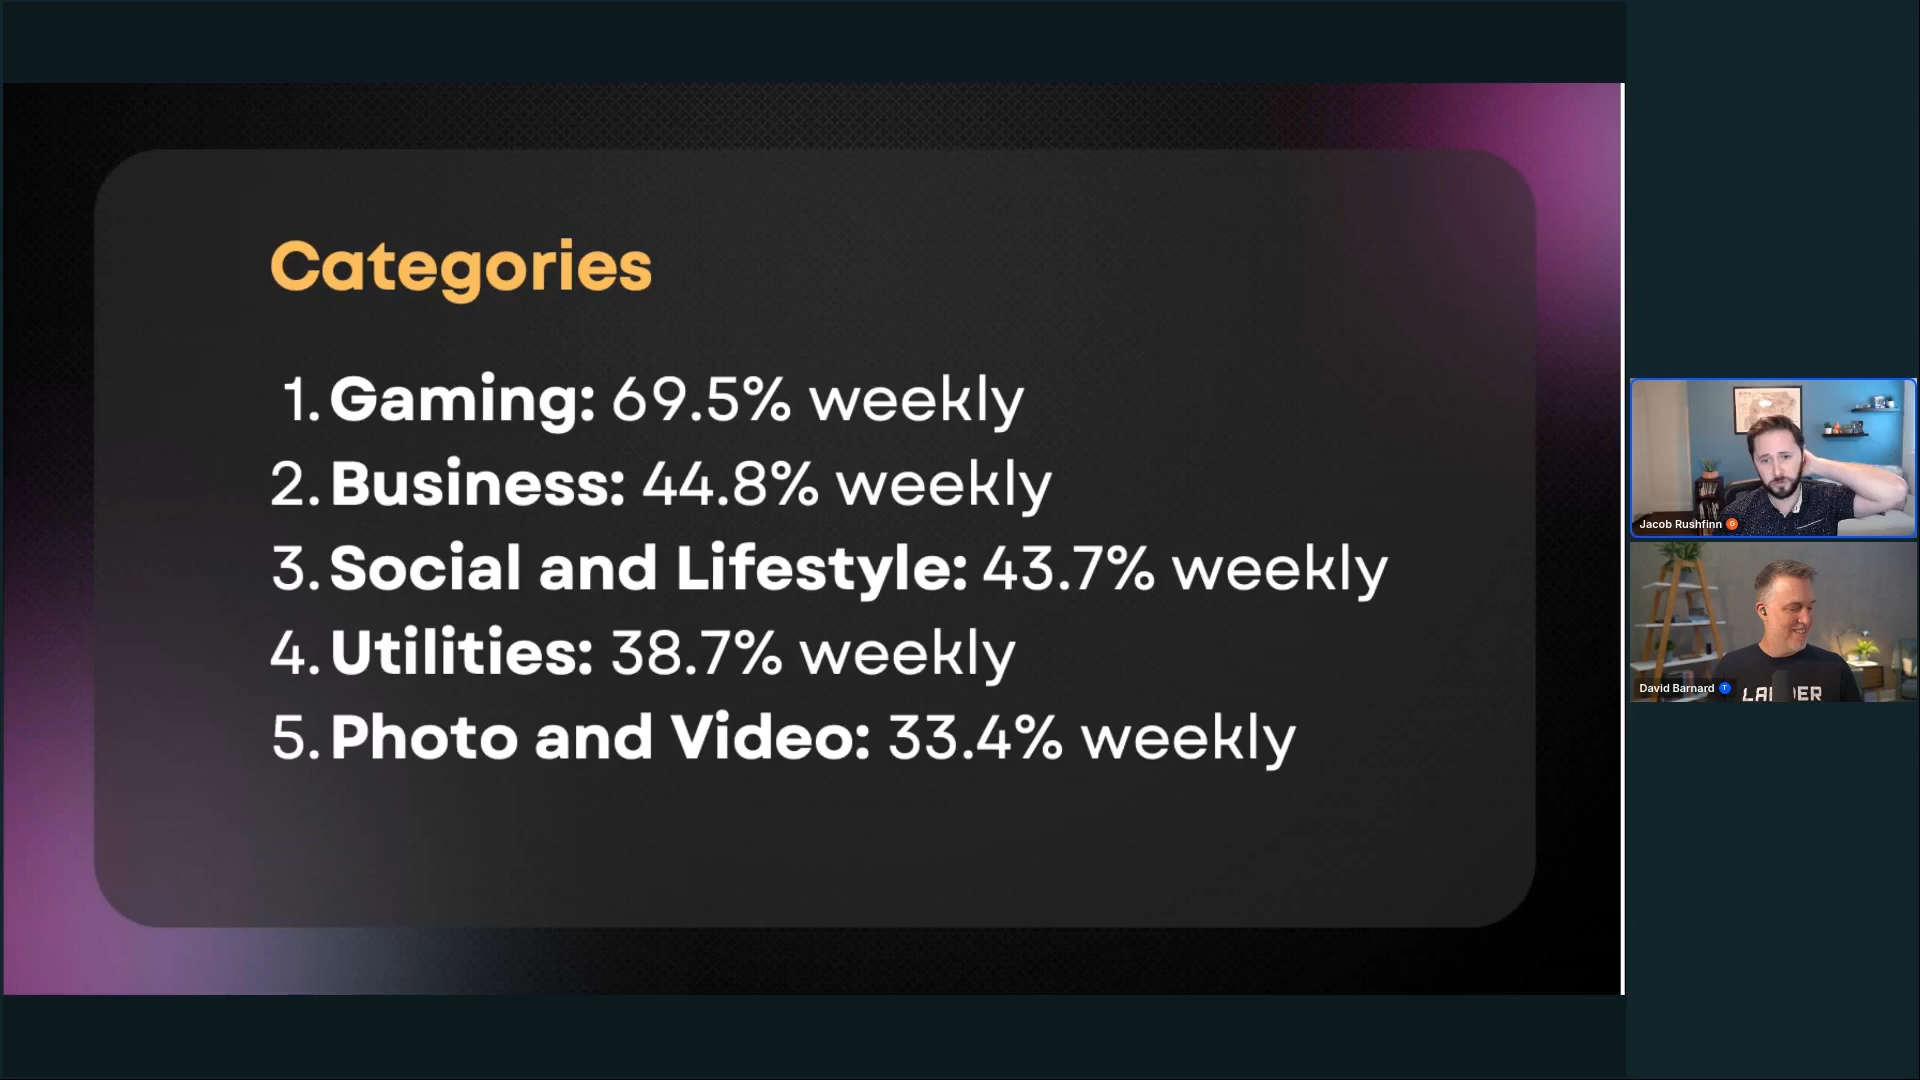 Categories
1. Gaming: 69.5% weekly
2. Business: 44.8% weekly
3. Social and Lifestyle: 43.7% weekly
4. Utilities: 38.7% weekly
5. Photo and Video: 33.4% weekly
Jacob Rushfinn G
David Barnard T